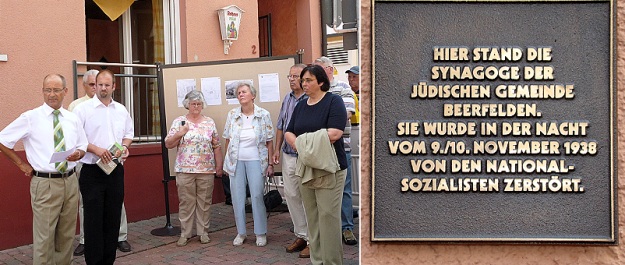 HIER STAND DIE
SYNAGOGE DER
JÜDISCHEN GEMEINDE
BEERFELDEN.
SIE WURDE IN DER NACHT
VOM 9./10. NOVEMBER 1938
VON DEN NATIONAL-
SOZIALISTEN ZERSTÖRT.
2